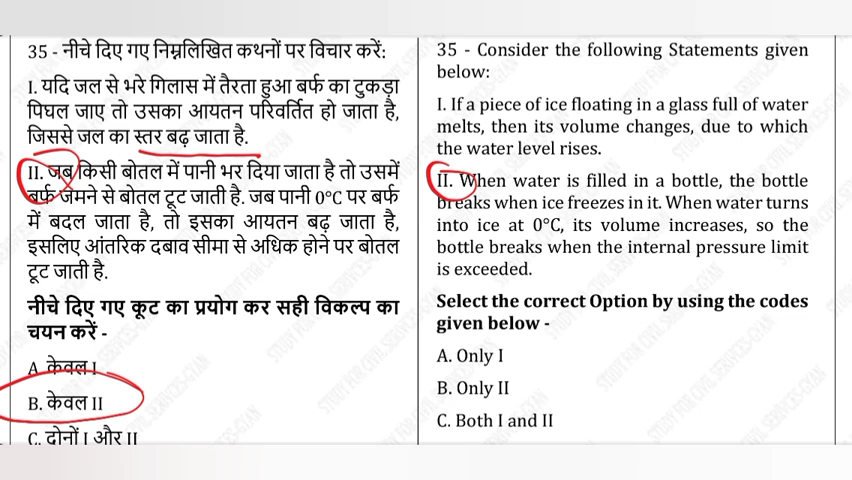 35 - नीचे दिए गए निम्नलिखित कथनों पर विचार करें:
I. यदि जल से भरे गिलास में तैरता हुआ बर्फ का टुकड़ा
पिघल जाए तो उसका आयतन परिवर्तित हो जाता है,
जिससे जल का स्तर बढ़ जाता है.
II. जब किसी बोतल में पानी भर दिया जाता है तो उसमें
बर्फ जमने से बोतल टूट जाती है. जब पानी 0°C पर बर्फ
में बदल जाता है, तो इसका आयतन बढ़ जाता है,
इसलिए आंतरिक दबाव सीमा से अधिक होने पर बोतल
टूट जाती है.
नीचे दिए गए कूट का प्रयोग कर सही विकल्प का
चयन करें -
A. केवल I
B. केवल II
C. दोनों I और II
35 - Consider the following Statements given
below:
I. If a piece of ice floating in a glass full of water
melts, then its volume changes, due to which
the water level rises.
II. When water is filled in a bottle, the bottle
breaks when ice freezes in it. When water turns
into ice at 0°C, its volume increases, so the
bottle breaks when the internal pressure limit
is exceeded.
Select the correct Option by using the codes
given below -
A. Only I
B. Only II
C. Both I and II